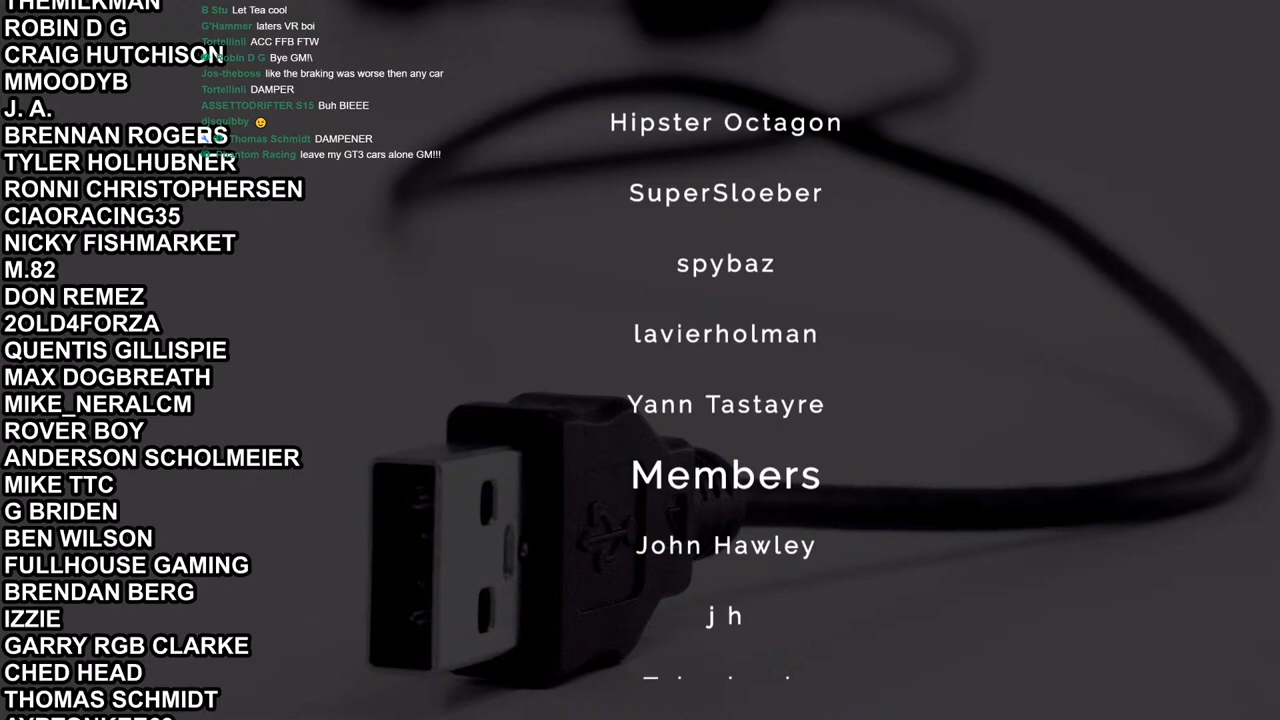 THEMILKMAN
ROBIN D G
CRAIG HUTCHISON
MMOODYB
J. A.
BRENNAN ROGERS
TYLER HOLHUBNER
RONNI CHRISTOPHERSEN
CIAORACING35
NICKY FISHMARKET
M.82
DON REMEZ
2OLD4FORZA
QUENTIS GILLISPIE
MAX DOGBREATH
MIKE_NERALCM
ROVER BOY
ANDERSON SCHOLMEIER
MIKE TTC
G BRIDEN
BEN WILSON
FULLHOUSE GAMING
BRENDAN BERG
IZZIE
GARRY RGB CLARKE
CHED HEAD
THOMAS SCHMIDT
B Stu Let Tea cool
G'Hammer laters VR boi
Tortellinii ACC FFB FTW
Robin D G Bye GM!\
Jos-theboss like the braking was worse then any car
Tortellinii DAMPER
ASSETTODRIFTER S15 Buh BIEEE
djsquibby 😉
Thomas Schmidt DAMPENER
Phantom Racing leave my GT3 cars alone GM!!!
Hipster Octagon
SuperSloeber
spybaz
lavierholman
Yann Tastayre
Members
John Hawley
j h